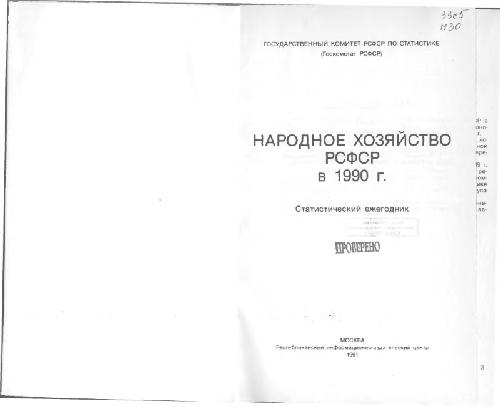 33с5
Н30
ГОСУДАРСТВЕННЫЙ КОМИТЕТ РСФСР ПО СТАТИСТИКЕ
(Госкомстат РСФСР)
НАРОДНОЕ ХОЗЯЙСТВО
РСФСР
в 1990 г.
Статистический ежегодник
ПРОВЕРЕНО
МОСКВА
Республиканский информационно-издательский центр
1991
3